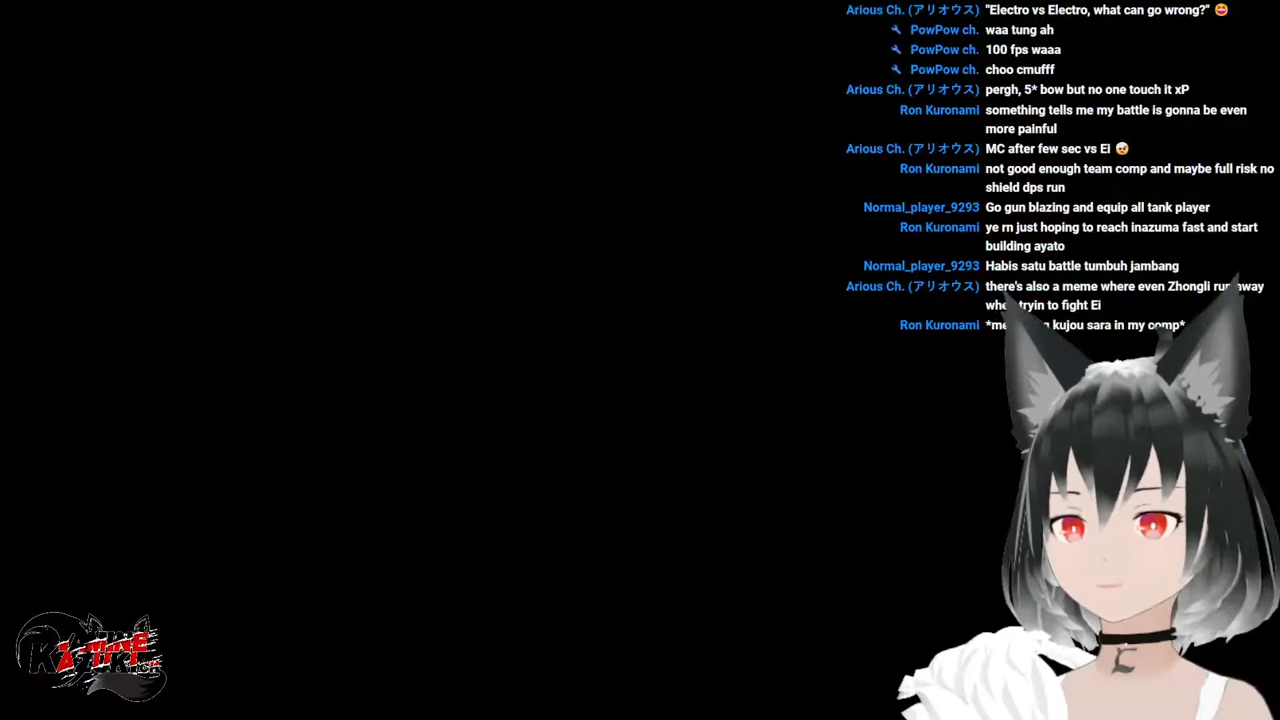 Arious Ch. (アリオウス) "Electro vs Electro, what can go wrong?" 😆
PowPow ch. waa tung ah
PowPow ch. 100 fps waaa
PowPow ch. choo cmufff
Arious Ch. (アリオウス) pergh, 5* bow but no one touch it xP
Ron Kuronami something tells me my battle is gonna be even
more painful
Arious Ch. (アリオウス) MC after few sec vs Ei 🤕
Ron Kuronami not good enough team comp and maybe full risk no
shield dps run
Normal_player_9293 Go gun blazing and equip all tank player
Ron Kuronami ye rn just hoping to reach inazuma fast and start
building ayato
Normal_player_9293 Habis satu battle tumbuh jambang
Arious Ch. (アリオウス) there's also a meme where even Zhongli run away
tryin to fight Ei
Ron Kuronami kujou sara in my comp*